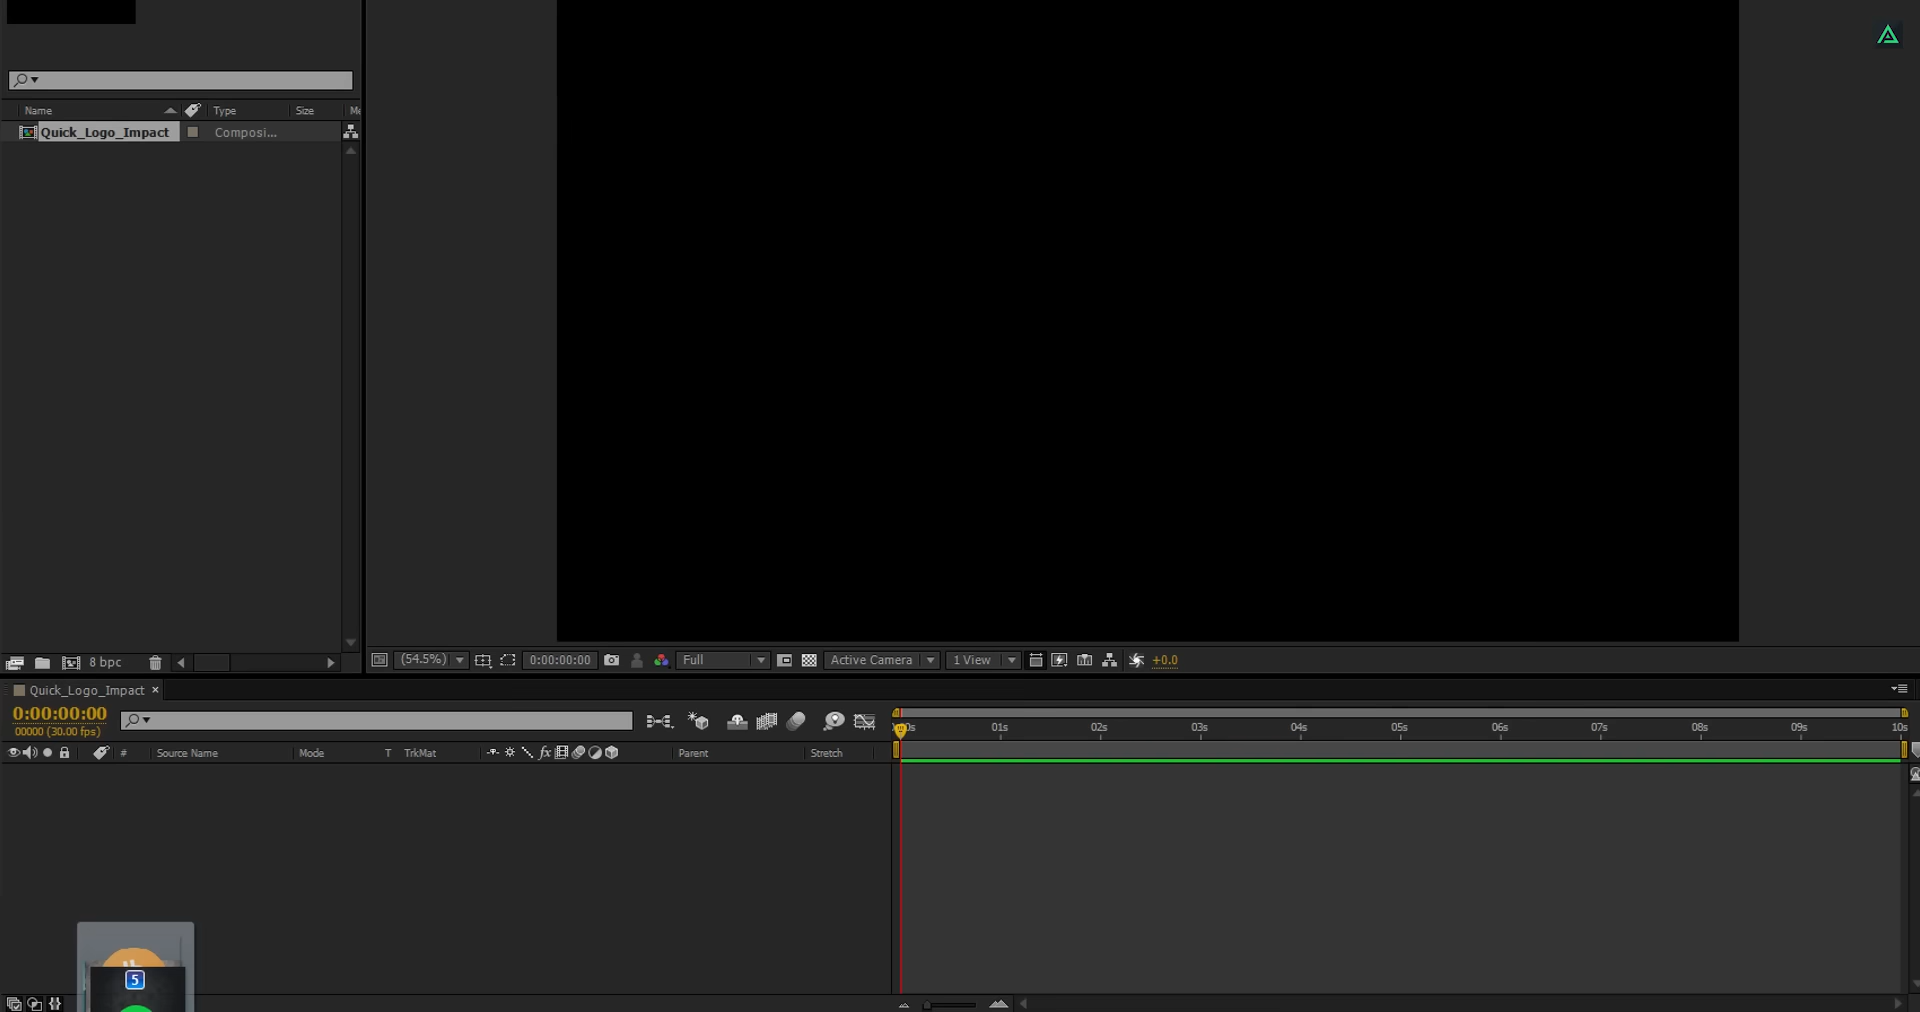 Name Type Size Me
Quick_Logo_Impact Composi...
8 bpc
(54.5%) 0:00:00:00 Full Active Camera 1 View +0.0
Quick_Logo_Impact ×
0:00:00:00
00000 (30.00 fps)
01s 02s 03s 04s 05s 06s 07s 08s 09s 10s
# Source Name Mode T TrkMat fx Parent Stretch
5